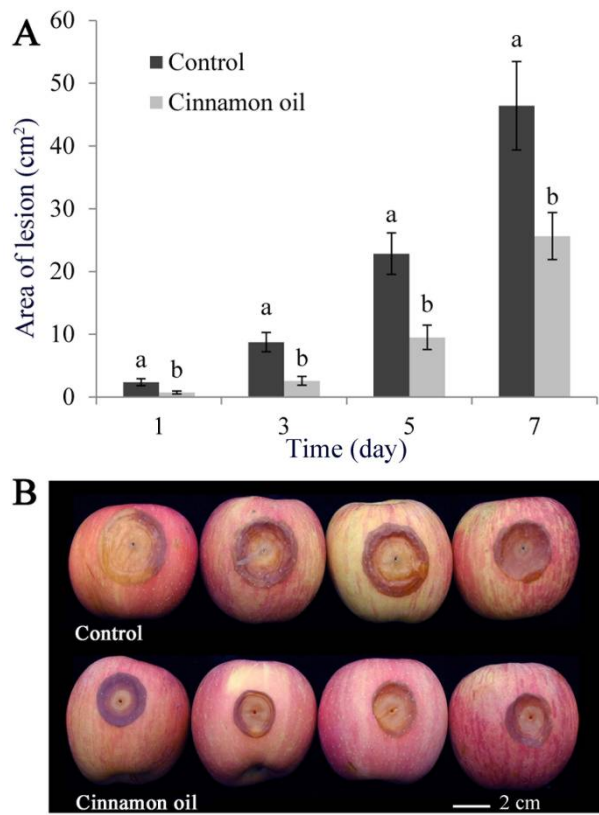 A
60
50
40
30
20
10
0
Area of lesion (cm²)
Control
Cinnamon oil
a
b
a
b
a
b
a
b
1 3 5 7
Time (day)
B
Control
Cinnamon oil
2 cm